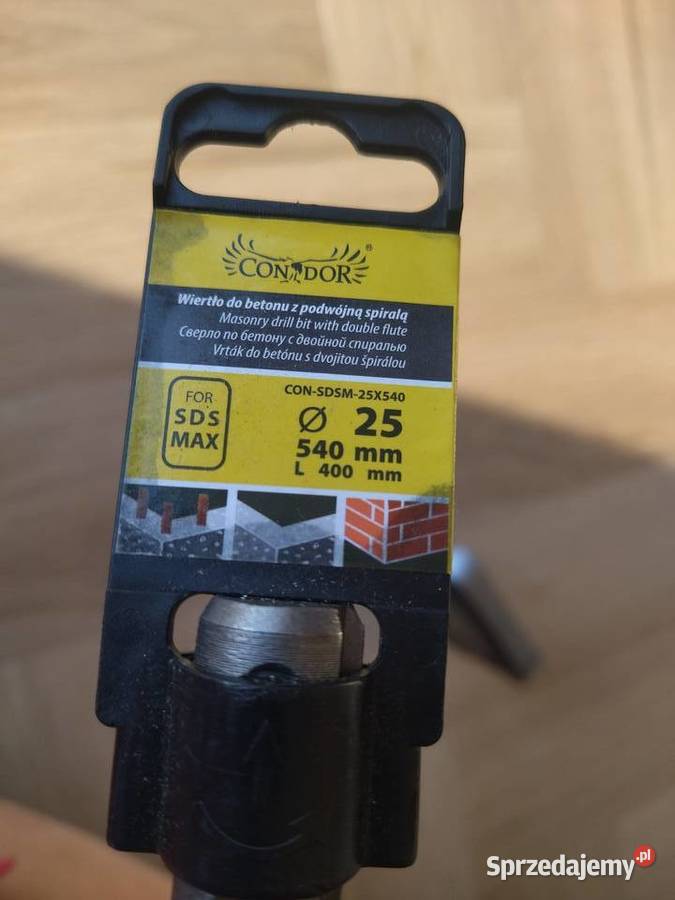 CONDOR®
Wiertło do betonu z podwójną spiralą
Masonry drill bit with double flute
Сверло по бетону с двойной спиралью
Vrták do betónu s dvojitou špirálou
CON-SDSM-25X540
FOR
SDS
MAX
Ø 25
540 mm
L 400 mm
Sprzedajemy.pl